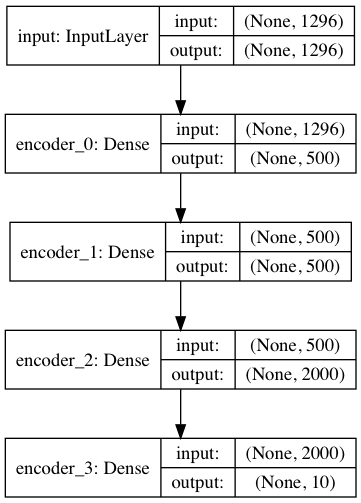 input: InputLayer
input: (None, 1296)
output: (None, 1296)
encoder_0: Dense
input: (None, 1296)
output: (None, 500)
encoder_1: Dense
input: (None, 500)
output: (None, 500)
encoder_2: Dense
input: (None, 500)
output: (None, 2000)
encoder_3: Dense
input: (None, 2000)
output: (None, 10)